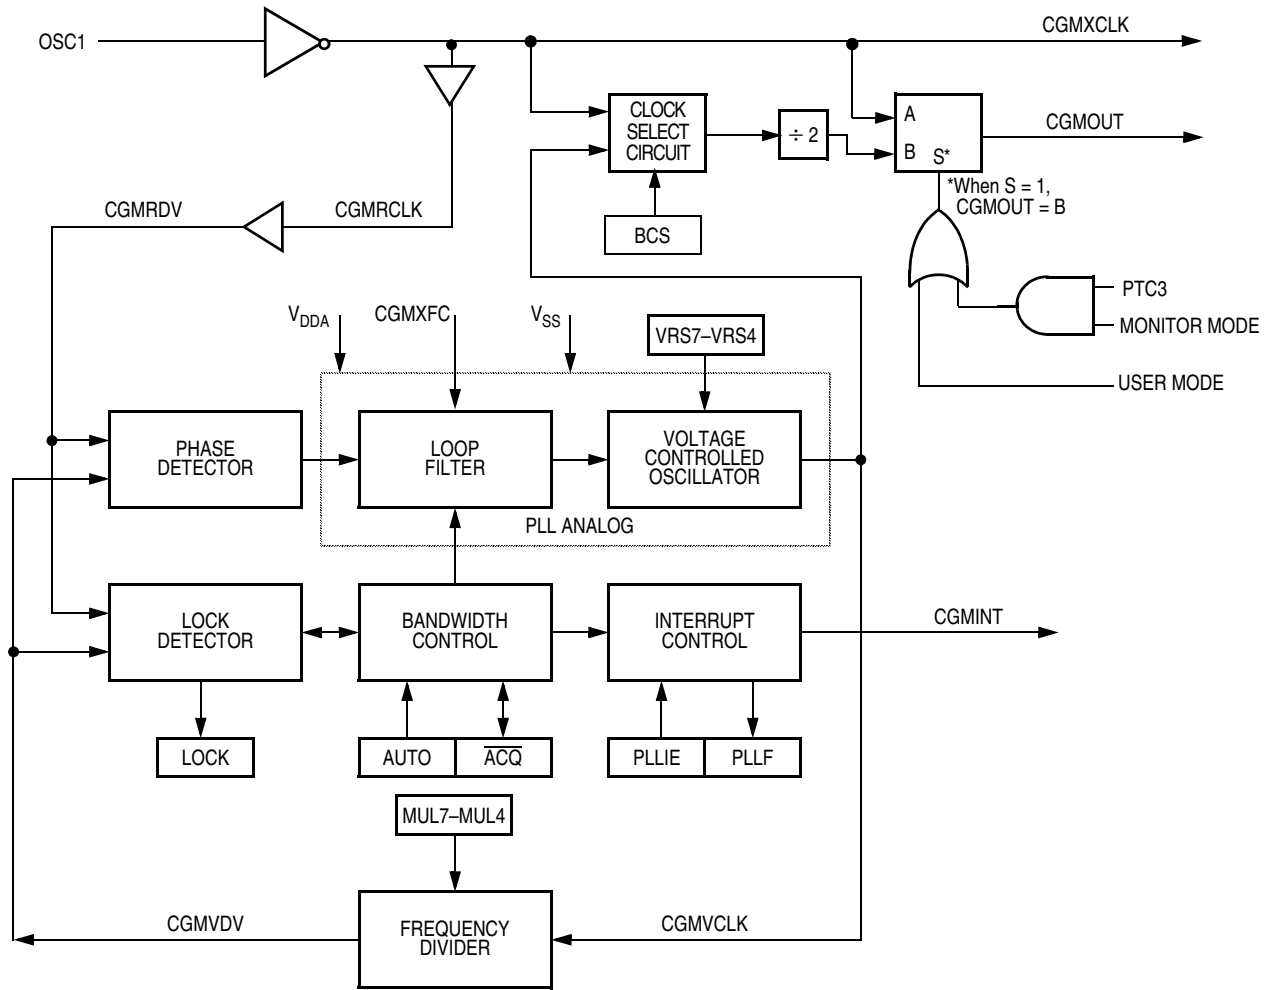 OSC1
CGMXCLK
CLOCK
SELECT
CIRCUIT
÷ 2
A
B
S*
CGMOUT
*When S = 1,
CGMOUT = B
CGMRDV
CGMRCLK
BCS
PTC3
MONITOR MODE
USER MODE
VDDA
CGMXFC
VSS
VRS7–VRS4
PHASE
DETECTOR
LOOP
FILTER
VOLTAGE
CONTROLLED
OSCILLATOR
PLL ANALOG
LOCK
DETECTOR
BANDWIDTH
CONTROL
INTERRUPT
CONTROL
CGMINT
LOCK
AUTO
ACQ
PLLIE
PLLF
MUL7–MUL4
CGMVDV
FREQUENCY
DIVIDER
CGMVCLK